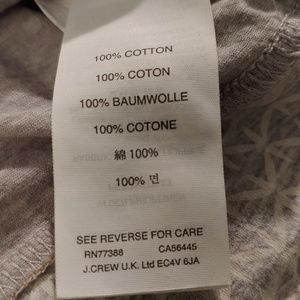 100% COTTON
100% COTON
100% BAUMWOLLE
100% COTONE
綿 100%
100% 면
SEE REVERSE FOR CARE
RN77388 CA56445
J.CREW U.K. Ltd EC4V 6JA